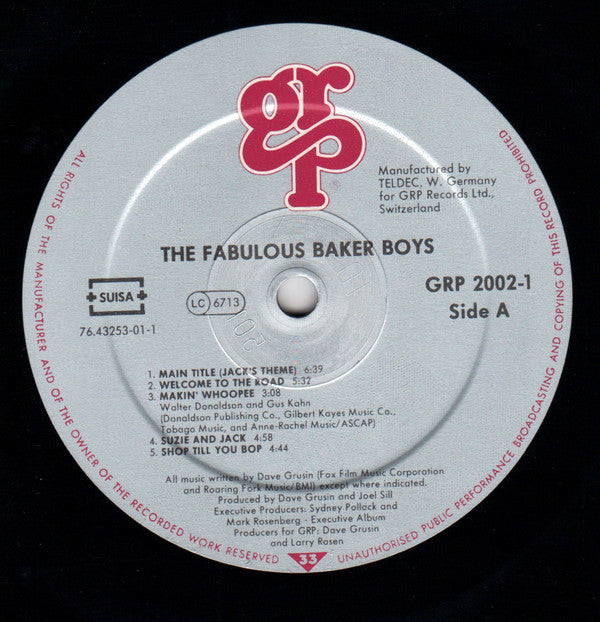 grp
®
Manufactured by
TELDEC, W. Germany
for GRP Records Ltd.,
Switzerland
THE FABULOUS BAKER BOYS
SUISA
LC 6713
GRP 2002-1
Side A
76.43253-01-1
1. MAIN TITLE (JACK'S THEME) 6:39
2. WELCOME TO THE ROAD 5:32
3. MAKIN' WHOOPEE 3:08
Walter Donaldson and Gus Kahn
(Donaldson Publishing Co., Gilbert Kayes Music Co.,
Tobago Music, and Anne-Rachel Music/ASCAP)
4. SUZIE AND JACK 4:58
5. SHOP TILL YOU BOP 4:44
All music written by Dave Grusin (Fox Film Music Corporation
and Roaring Fork Music/BMI) except where indicated.
Produced by Dave Grusin and Joel Sill
Executive Producers: Sydney Pollack and
Mark Rosenberg - Executive Album
Producers for GRP: Dave Grusin
and Larry Rosen
33
ALL RIGHTS OF THE MANUFACTURER AND OF THE OWNER OF THE RECORDED WORK RESERVED
UNAUTHORISED PUBLIC PERFORMANCE BROADCASTING AND COPYING OF THIS RECORD PROHIBITED